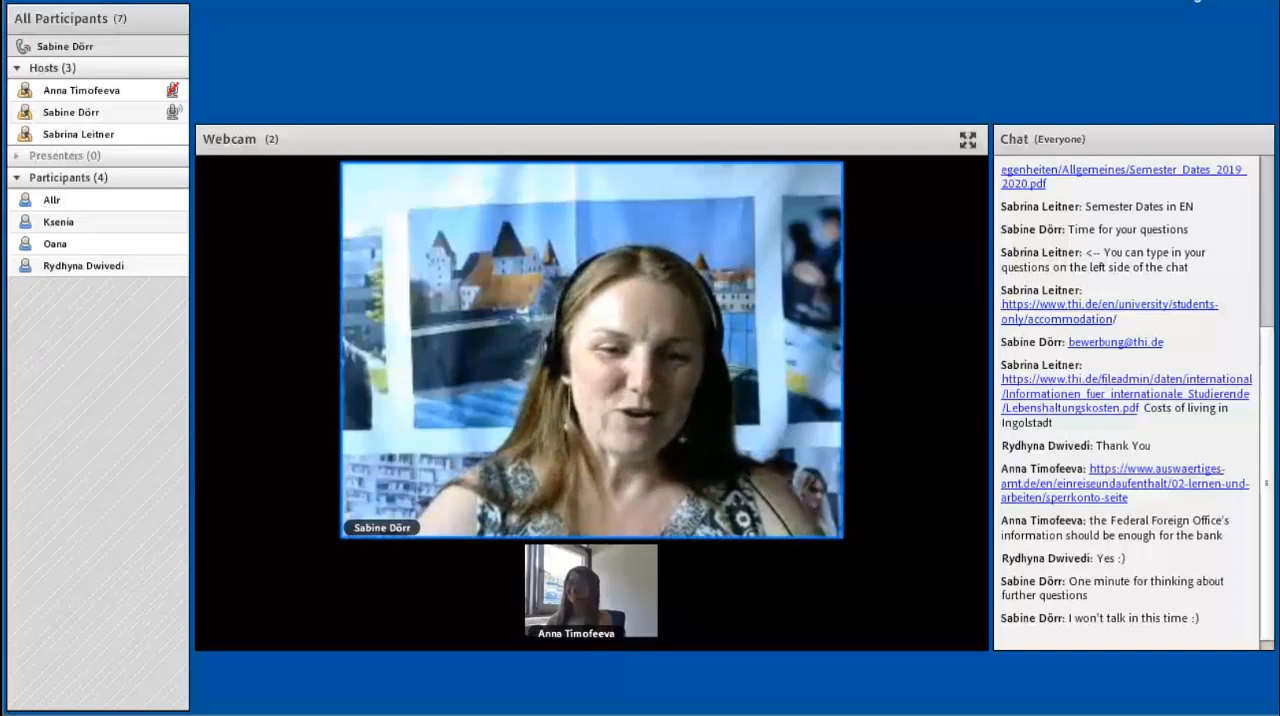 All Participants (7)
Sabine Dörr
Hosts (3)
Anna Timofeeva
Sabine Dörr
Sabrina Leitner
Presenters (0)
Participants (4)
Allr
Ksenia
Oana
Rydhyna Dwivedi
Webcam (2)
Sabine Dörr
Anna Timofeeva
Chat (Everyone)
egenheiten/Allgemeines/Semester_Dates_2019_
2020.pdf
Sabrina Leitner: Semester Dates in EN
Sabine Dörr: Time for your questions
Sabrina Leitner: <-- You can type in your
questions on the left side of the chat
Sabrina Leitner:
https://www.thi.de/en/university/students-
only/accommodation/
Sabine Dörr: bewerbung@thi.de
Sabrina Leitner:
https://www.thi.de/fileadmin/daten/international
/Informationen_fuer_internationale_Studierende
/Lebenshaltungskosten.pdf Costs of living in
Ingolstadt
Rydhyna Dwivedi: Thank You
Anna Timofeeva: https://www.auswaertiges-
amt.de/en/einreiseundaufenthalt/02-lernen-und-
arbeiten/sperrkonto-seite
Anna Timofeeva: the Federal Foreign Office's
information should be enough for the bank
Rydhyna Dwivedi: Yes :)
Sabine Dörr: One minute for thinking about
further questions
Sabine Dörr: I won't talk in this time :)